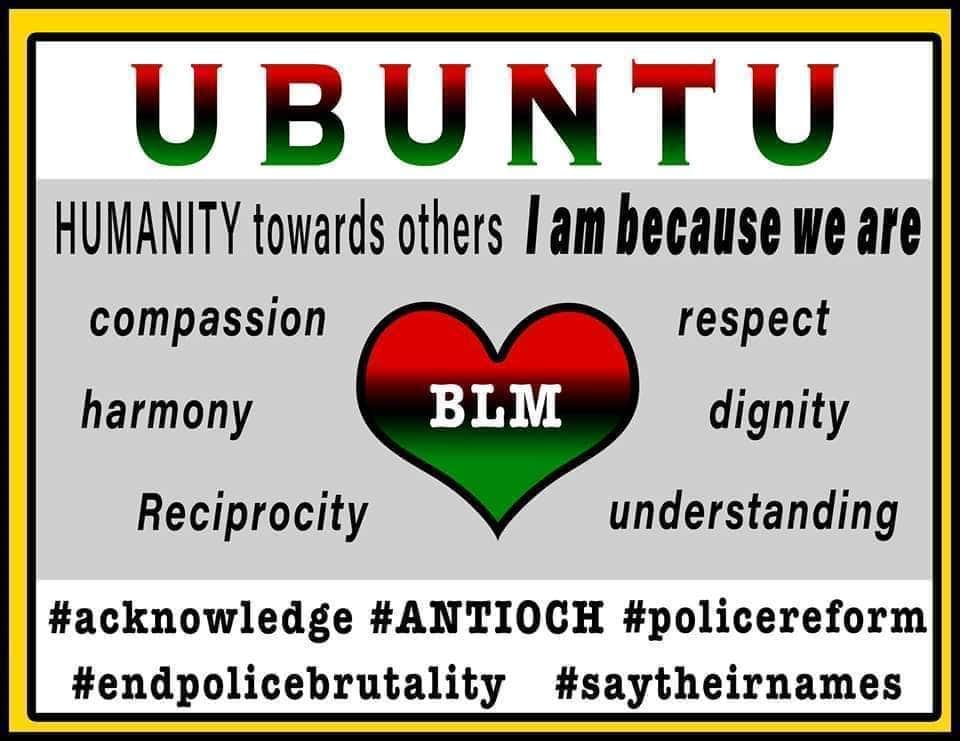 UBUNTU
HUMANITY towards others I am because we are
compassion
respect
BLM
harmony
dignity
Reciprocity
understanding
#acknowledge #ANTIOCH #policereform
#endpolicebrutality #saytheirnames